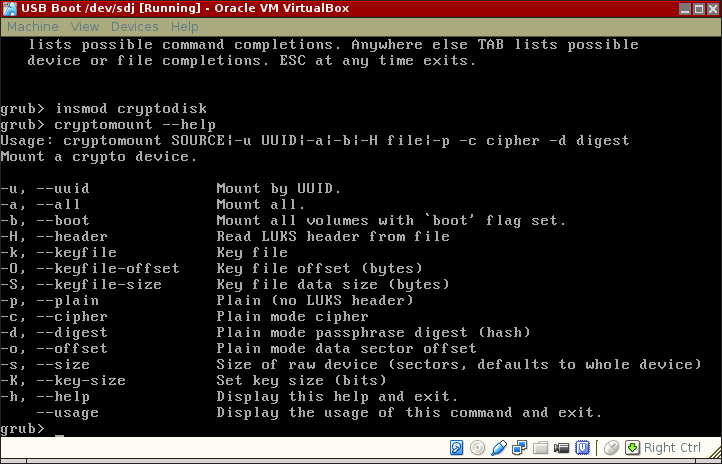 USB Boot /dev/sdj [Running] - Oracle VM VirtualBox
Machine View Devices Help
lists possible command completions. Anywhere else TAB lists possible
device or file completions. ESC at any time exits.
grub> insmod cryptodisk
grub> cryptomount --help
Usage: cryptomount SOURCE|-u UUID|-a|-b|-H file|-p -c cipher -d digest
Mount a crypto device.
-u, --uuid Mount by UUID.
-a, --all Mount all.
-b, --boot Mount all volumes with `boot' flag set.
-H, --header Read LUKS header from file
-k, --keyfile Key file
-O, --keyfile-offset Key file offset (bytes)
-S, --keyfile-size Key file data size (bytes)
-p, --plain Plain (no LUKS header)
-c, --cipher Plain mode cipher
-d, --digest Plain mode passphrase digest (hash)
-o, --offset Plain mode data sector offset
-s, --size Size of raw device (sectors, defaults to whole device)
-K, --key-size Set key size (bits)
-h, --help Display this help and exit.
--usage Display the usage of this command and exit.
grub> _
Right Ctrl